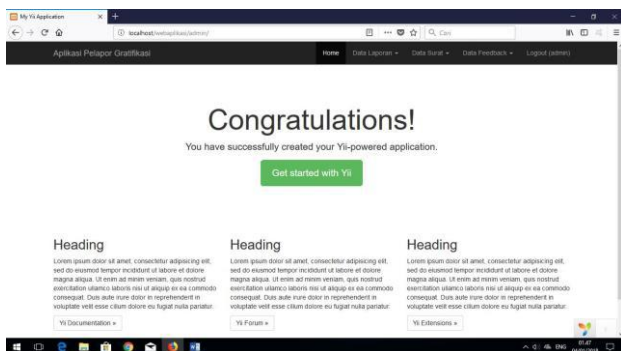 My Yii Application
localhost/webaplikasi/admin/
Cari
Aplikasi Pelapor Gratifikasi
Home
Data Laporan
Data Surat
Data Feedback
Logout (admin)
Congratulations!
You have successfully created your Yii-powered application.
Get started with Yii
Heading
Lorem ipsum dolor sit amet, consectetur adipisicing elit,
sed do eiusmod tempor incididunt ut labore et dolore
magna aliqua. Ut enim ad minim veniam, quis nostrud
exercitation ullamco laboris nisi ut aliquip ex ea commodo
consequat. Duis aute irure dolor in reprehenderit in
voluptate velit esse cillum dolore eu fugiat nulla pariatur.
Yii Documentation »
Heading
Lorem ipsum dolor sit amet, consectetur adipisicing elit,
sed do eiusmod tempor incididunt ut labore et dolore
magna aliqua. Ut enim ad minim veniam, quis nostrud
exercitation ullamco laboris nisi ut aliquip ex ea commodo
consequat. Duis aute irure dolor in reprehenderit in
voluptate velit esse cillum dolore eu fugiat nulla pariatur.
Yii Forum »
Heading
Lorem ipsum dolor sit amet, consectetur adipisicing elit,
sed do eiusmod tempor incididunt ut labore et dolore
magna aliqua. Ut enim ad minim veniam, quis nostrud
exercitation ullamco laboris nisi ut aliquip ex ea commodo
consequat. Duis aute irure dolor in reprehenderit in
voluptate velit esse cillum dolore eu fugiat nulla pariatur.
Yii Extensions »
ENG
01.47